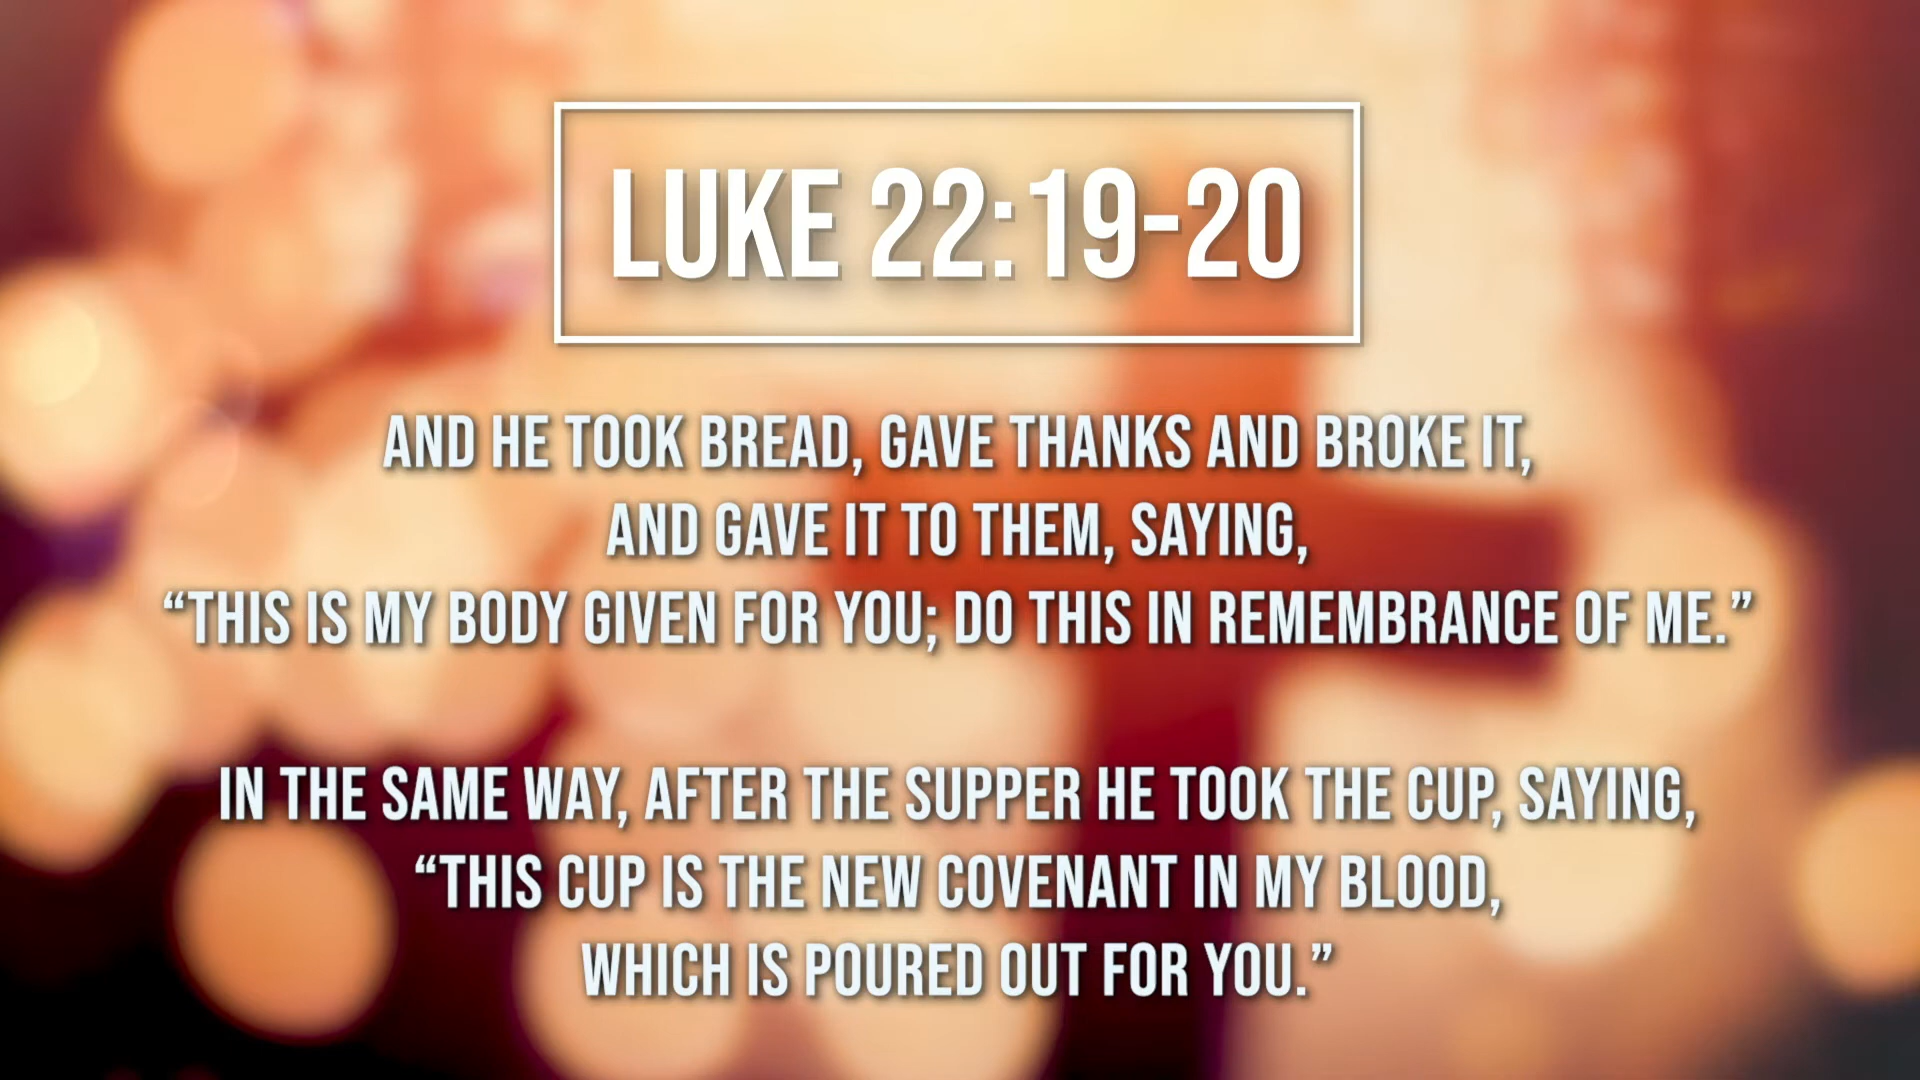 LUKE 22:19-20
AND HE TOOK BREAD, GAVE THANKS AND BROKE IT,
AND GAVE IT TO THEM, SAYING,
“THIS IS MY BODY GIVEN FOR YOU; DO THIS IN REMEMBRANCE OF ME.”
IN THE SAME WAY, AFTER THE SUPPER HE TOOK THE CUP, SAYING,
“THIS CUP IS THE NEW COVENANT IN MY BLOOD,
WHICH IS POURED OUT FOR YOU.”